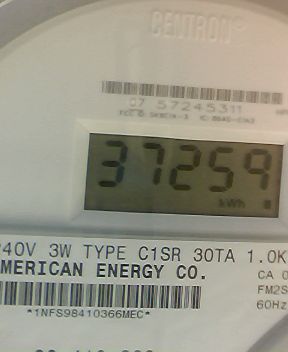 CENTRON
07 57245311
37259
kWh
240V 3W TYPE C1SR 30TA 1.0K
AMERICAN ENERGY CO. CA 0
FM2S
60Hz
*1NFS98410366MEC*